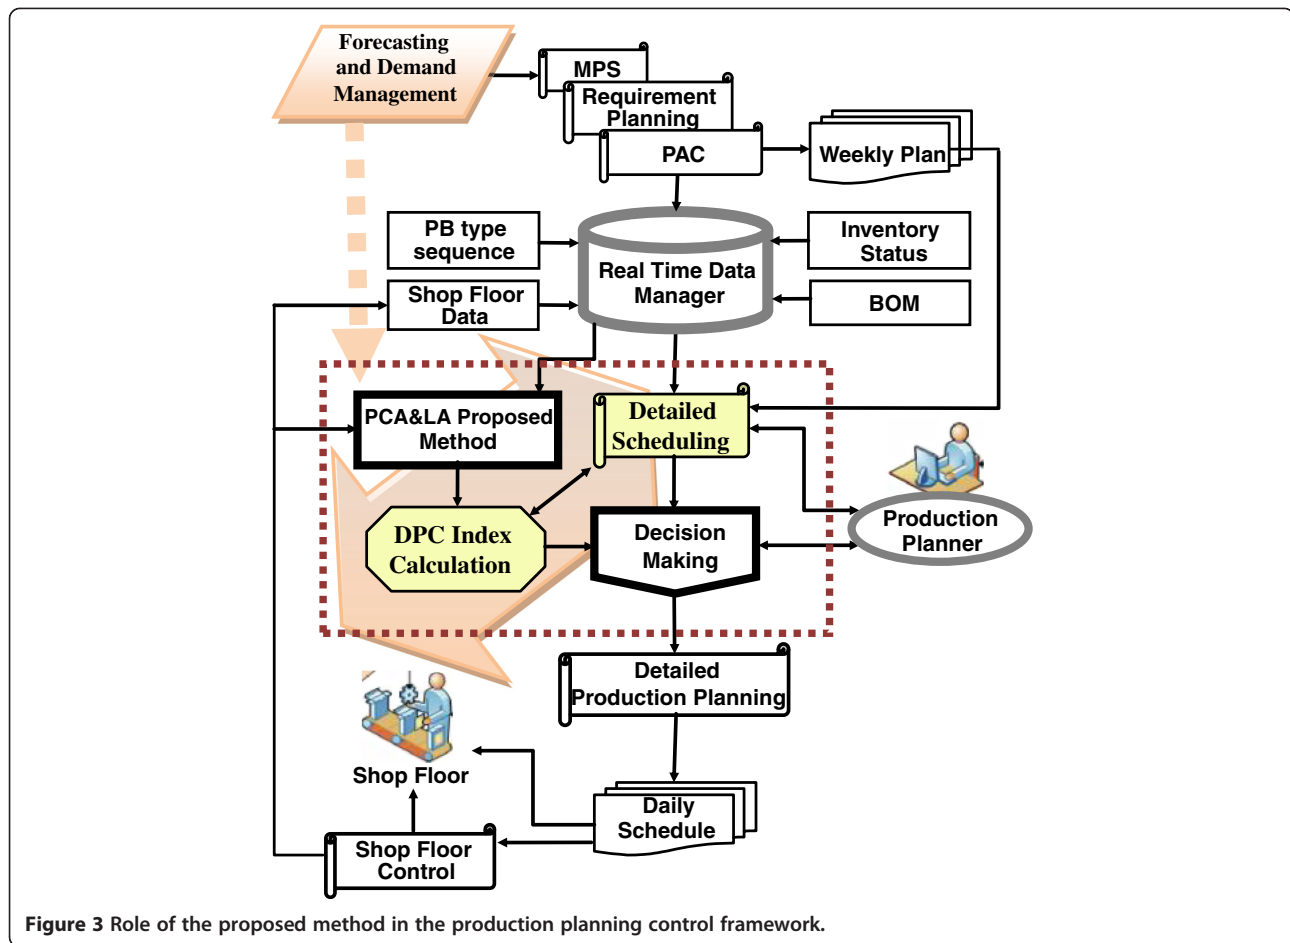 Forecasting
and Demand
Management
MPS
Requirement
Planning
PAC
Weekly Plan
PB type
sequence
Inventory
Status
Real Time Data
Manager
Shop Floor
Data
BOM
PCA&LA Proposed
Method
Detailed
Scheduling
DPC Index
Calculation
Decision
Making
Production
Planner
Detailed
Production Planning
Shop Floor
Daily
Schedule
Shop Floor
Control
Figure 3 Role of the proposed method in the production planning control framework.